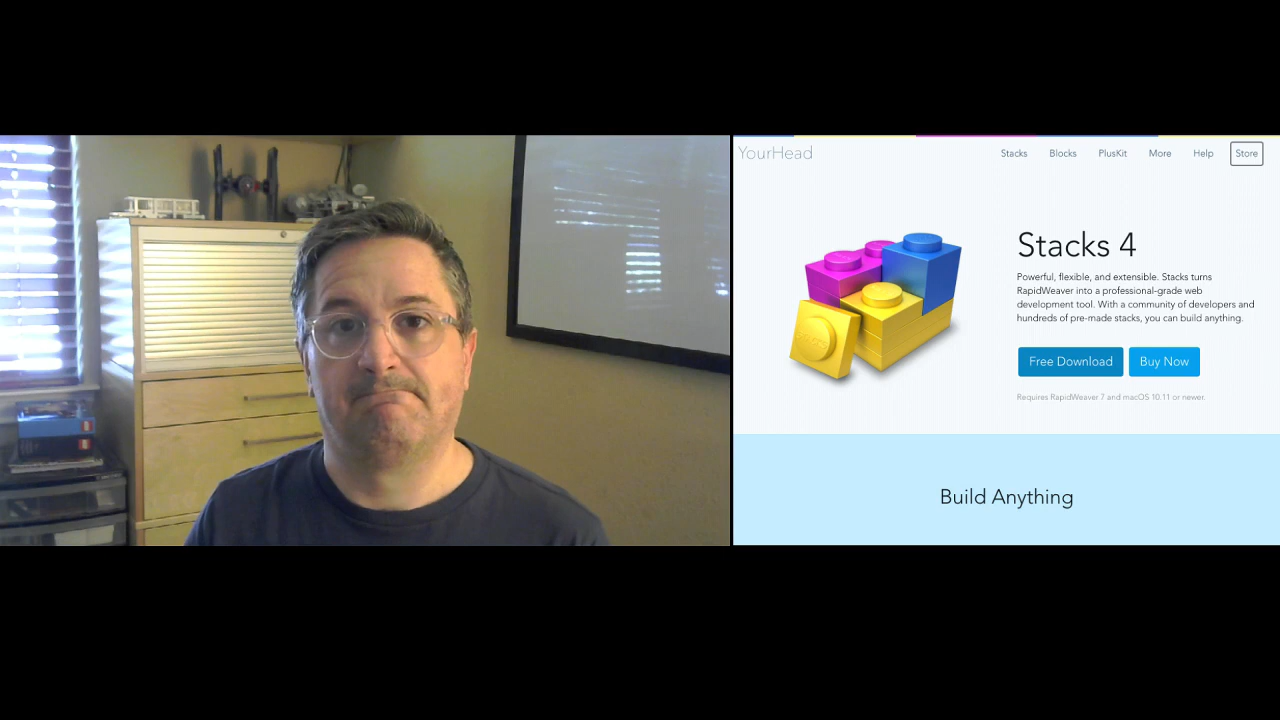 YourHead
Stacks Blocks PlusKit More Help Store
Stacks 4
Powerful, flexible, and extensible. Stacks turns
RapidWeaver into a professional-grade web
development tool. With a community of developers and
hundreds of pre-made stacks, you can build anything.
Free Download Buy Now
Requires RapidWeaver 7 and macOS 10.11 or newer.
Build Anything